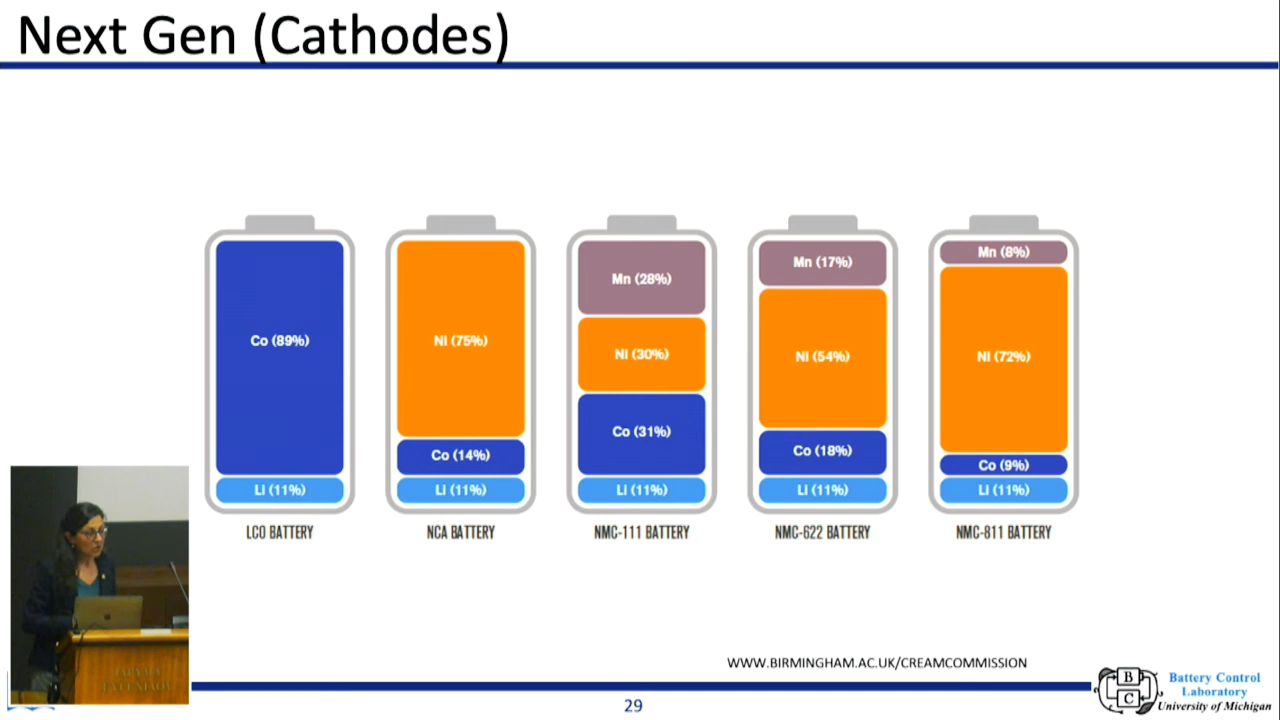 Next Gen (Cathodes)
Co (89%)
Li (11%)
LCO BATTERY
Ni (75%)
Co (14%)
Li (11%)
NCA BATTERY
Mn (28%)
Ni (30%)
Co (31%)
Li (11%)
NMC-111 BATTERY
Mn (17%)
Ni (54%)
Co (18%)
Li (11%)
NMC-622 BATTERY
Mn (8%)
Ni (72%)
Co (9%)
Li (11%)
NMC-811 BATTERY
WWW.BIRMINGHAM.AC.UK/CREAMCOMMISSION
29
B
C
Battery Control
Laboratory
University of Michigan